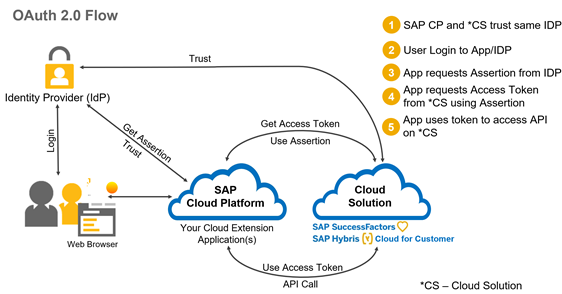 OAuth 2.0 Flow
1 SAP CP and *CS trust same IDP
2 User Login to App/IDP
3 App requests Assertion from IDP
4 App requests Access Token
from *CS using Assertion
5 App uses token to access API
on *CS
Trust
Identity Provider (IdP)
Login
Get Assertion
Trust
Get Access Token
Use Assertion
SAP
Cloud Platform
Cloud
Solution
Web Browser
Your Cloud Extension
Application(s)
SAP SuccessFactors
SAP Hybris Cloud for Customer
Use Access Token
API Call
*CS – Cloud Solution